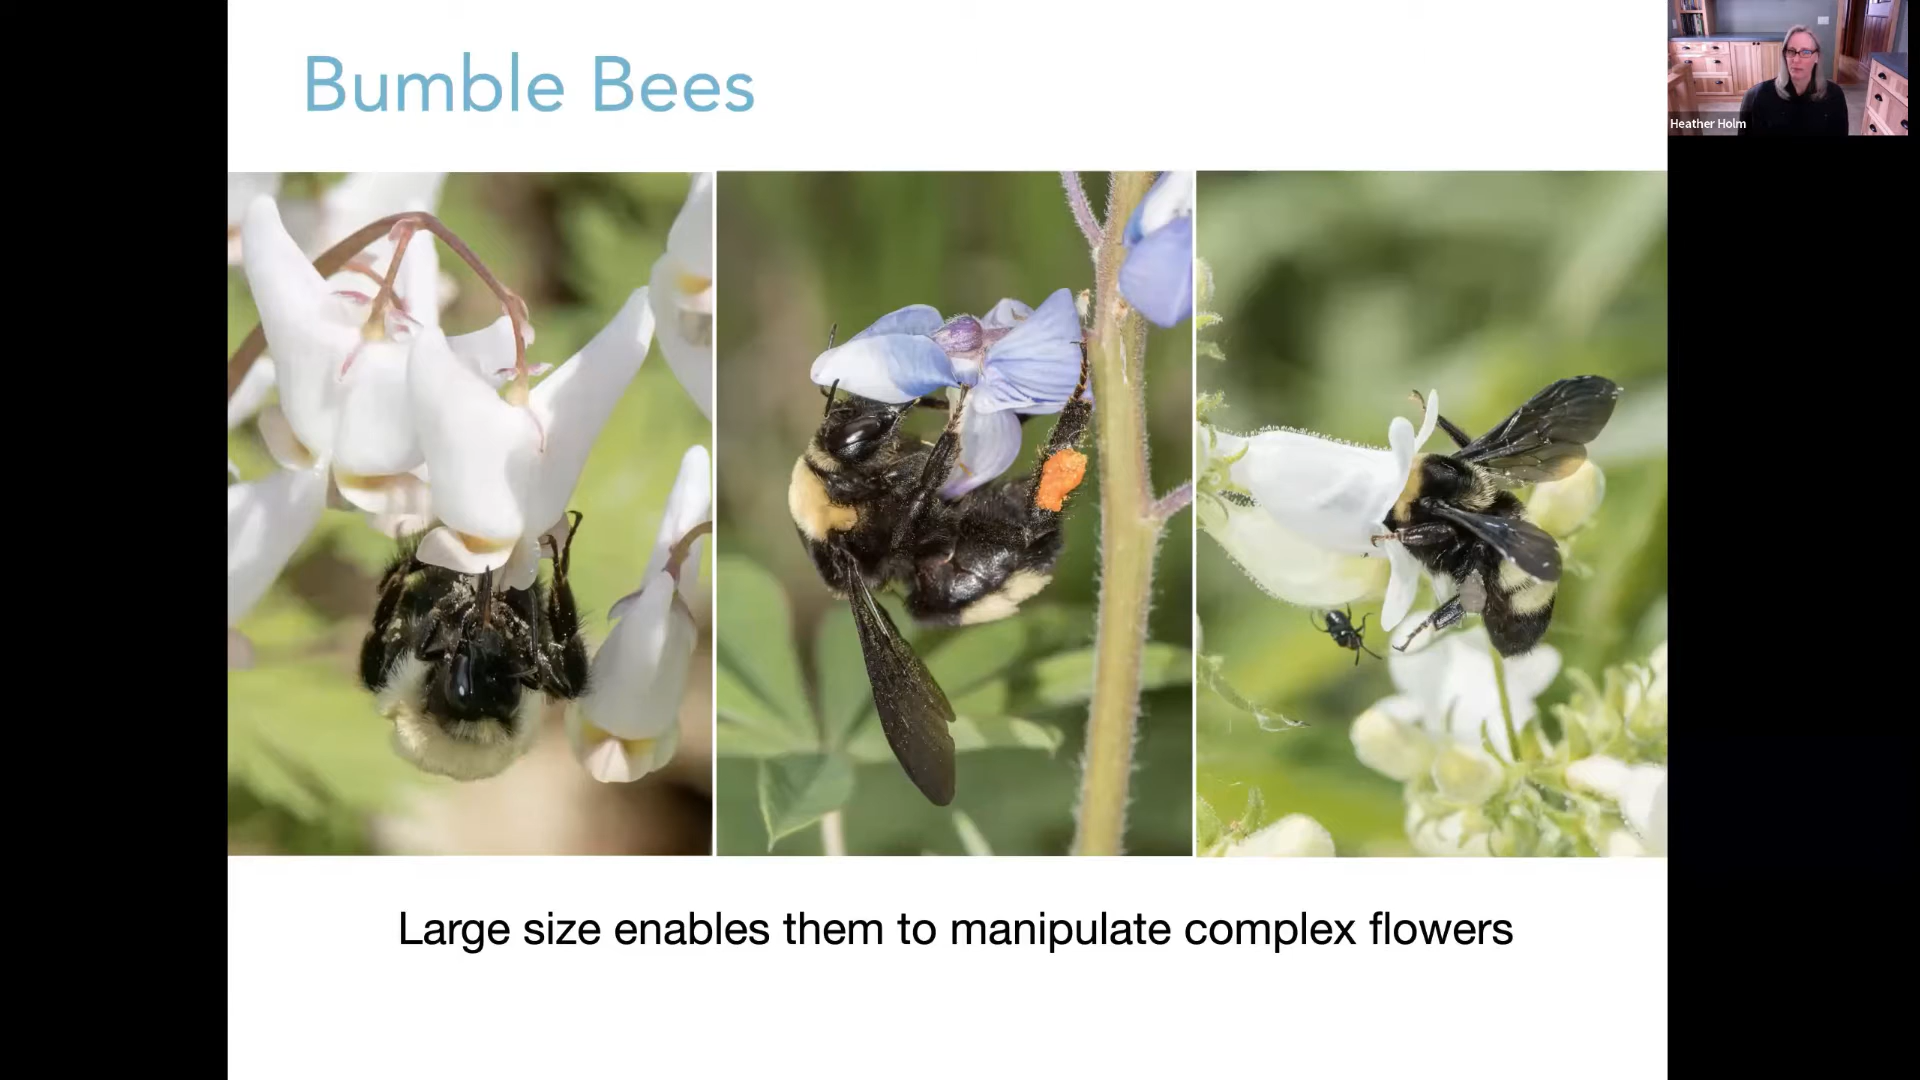 Bumble Bees
Heather Holm
Large size enables them to manipulate complex flowers